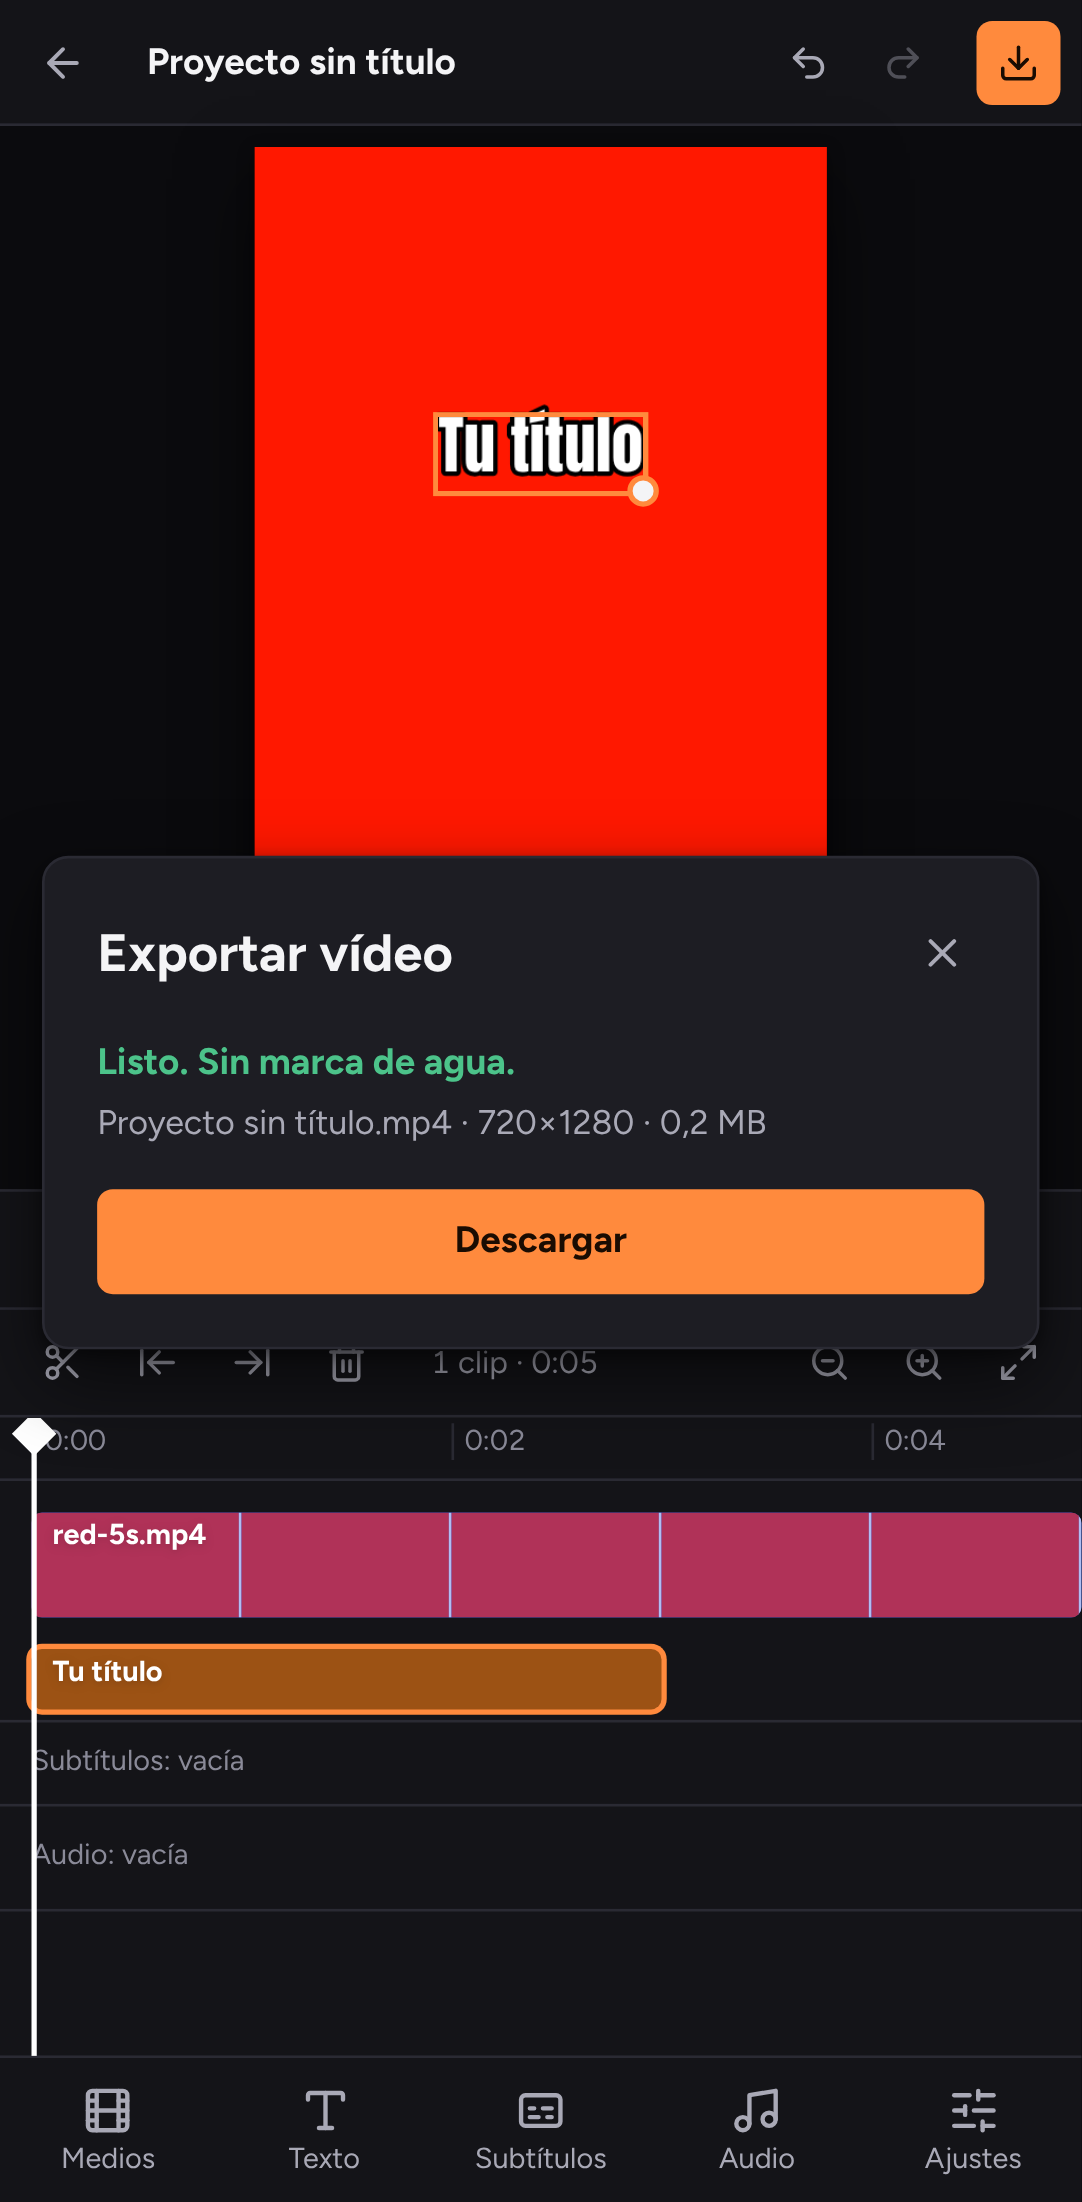 Proyecto sin título
Tu título
Exportar vídeo
Listo. Sin marca de agua.
Proyecto sin título.mp4 · 720×1280 · 0,2 MB
Descargar
1 clip · 0:05
0:00 0:02 0:04
red-5s.mp4
Tu título
Subtítulos: vacía
Audio: vacía
Medios Texto Subtítulos Audio Ajustes